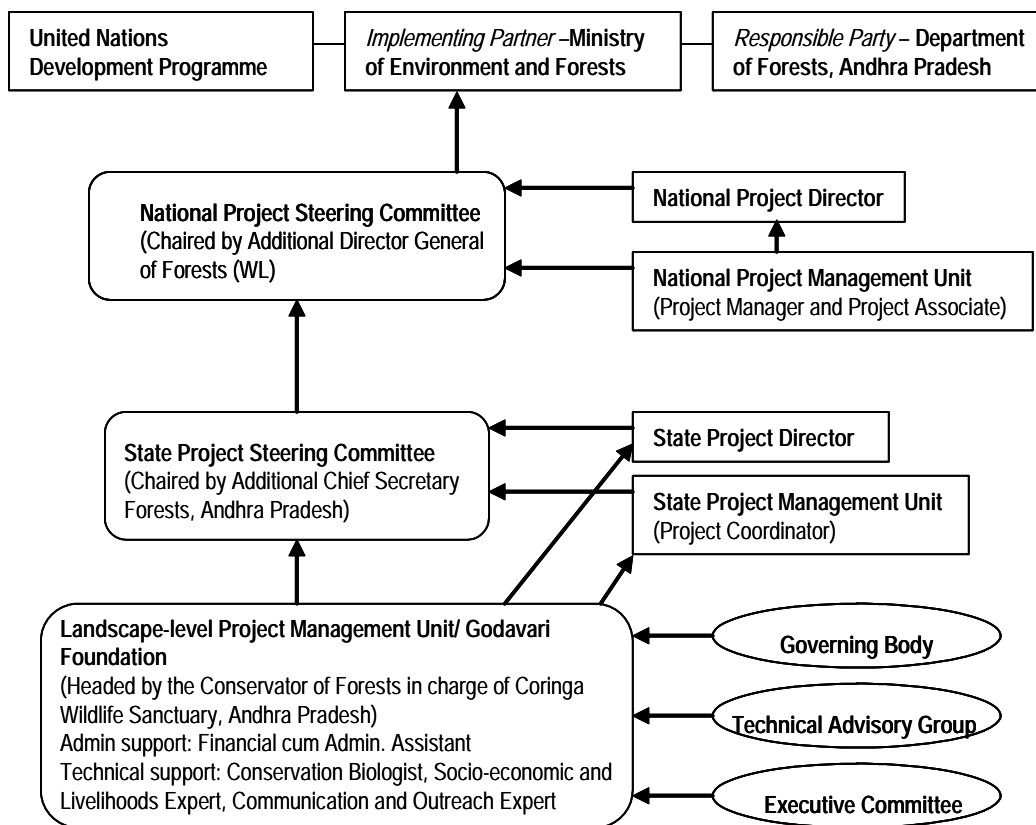 United Nations
Development Programme
Implementing Partner –Ministry
of Environment and Forests
Responsible Party – Department
of Forests, Andhra Pradesh
National Project Steering Committee
(Chaired by Additional Director General
of Forests (WL)
National Project Director
National Project Management Unit
(Project Manager and Project Associate)
State Project Steering Committee
(Chaired by Additional Chief Secretary
Forests, Andhra Pradesh)
State Project Director
State Project Management Unit
(Project Coordinator)
Landscape-level Project Management Unit/ Godavari
Foundation
(Headed by the Conservator of Forests in charge of Coringa
Wildlife Sanctuary, Andhra Pradesh)
Admin support: Financial cum Admin. Assistant
Technical support: Conservation Biologist, Socio-economic and
Livelihoods Expert, Communication and Outreach Expert
Governing Body
Technical Advisory Group
Executive Committee